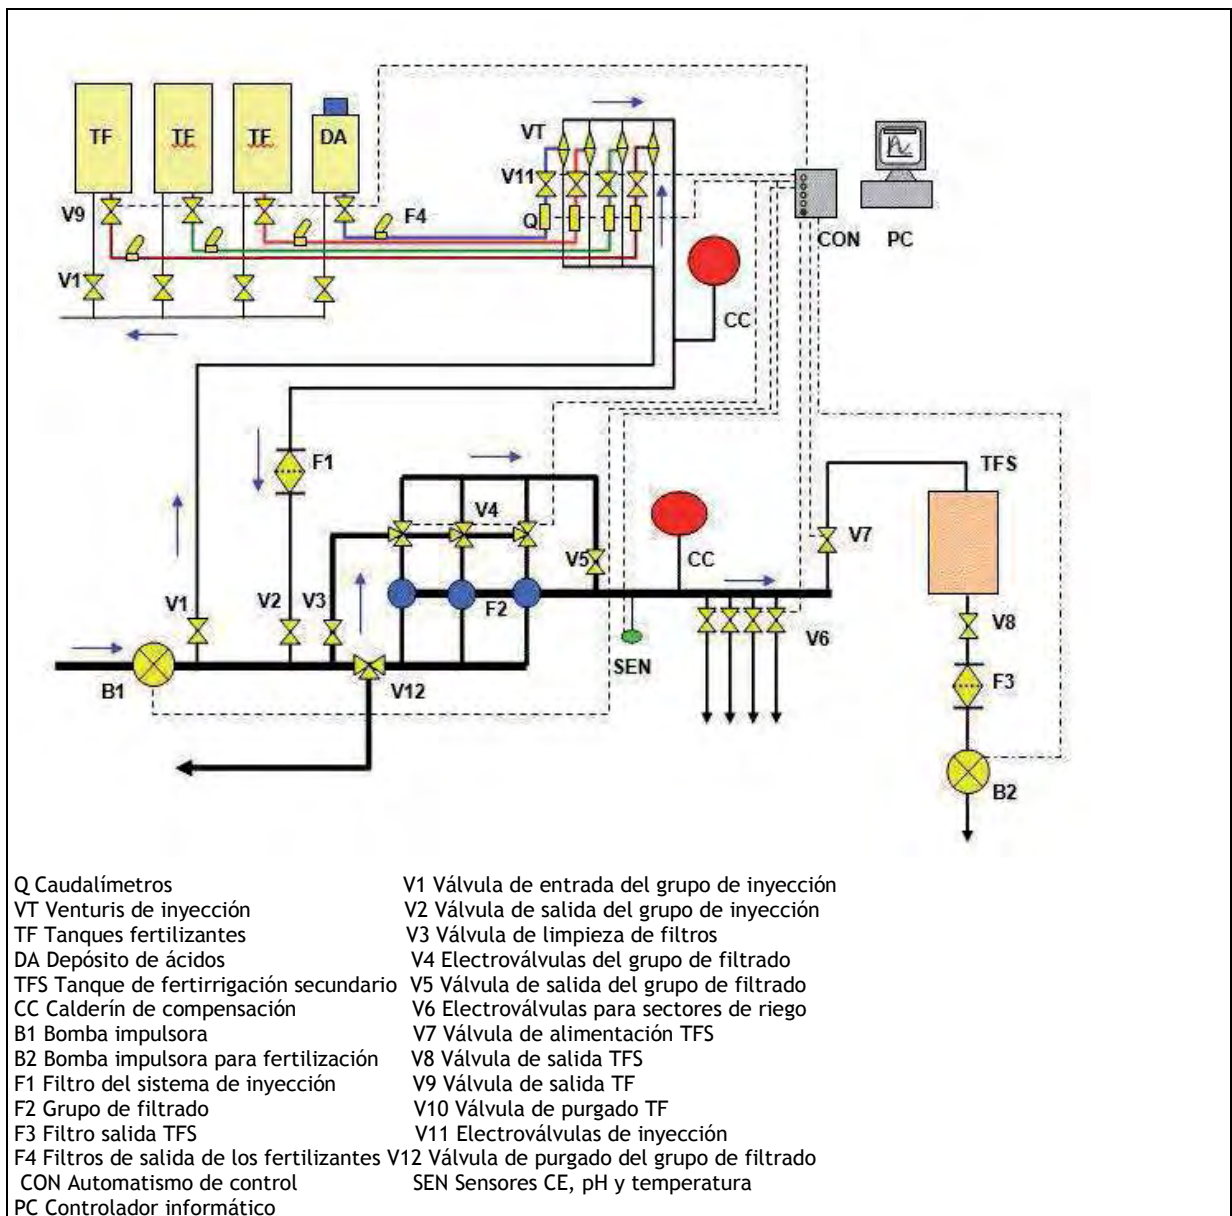 TF
TF
TF
DA
VT
V11
V9
F4
Q
CON
PC
V1
CC
F1
TFS
V4
V7
V5
CC
V1
V2
V3
F2
V6
V8
SEN
F3
B1
V12
B2
Q Caudalímetros V1 Válvula de entrada del grupo de inyección
VT Venturis de inyección V2 Válvula de salida del grupo de inyección
TF Tanques fertilizantes V3 Válvula de limpieza de filtros
DA Depósito de ácidos V4 Electroválvulas del grupo de filtrado
TFS Tanque de fertirrigación secundario V5 Válvula de salida del grupo de filtrado
CC Calderín de compensación V6 Electroválvulas para sectores de riego
B1 Bomba impulsora V7 Válvula de alimentación TFS
B2 Bomba impulsora para fertilización V8 Válvula de salida TFS
F1 Filtro del sistema de inyección V9 Válvula de salida TF
F2 Grupo de filtrado V10 Válvula de purgado TF
F3 Filtro salida TFS V11 Electroválvulas de inyección
F4 Filtros de salida de los fertilizantes V12 Válvula de purgado del grupo de filtrado
CON Automatismo de control SEN Sensores CE, pH y temperatura
PC Controlador informático